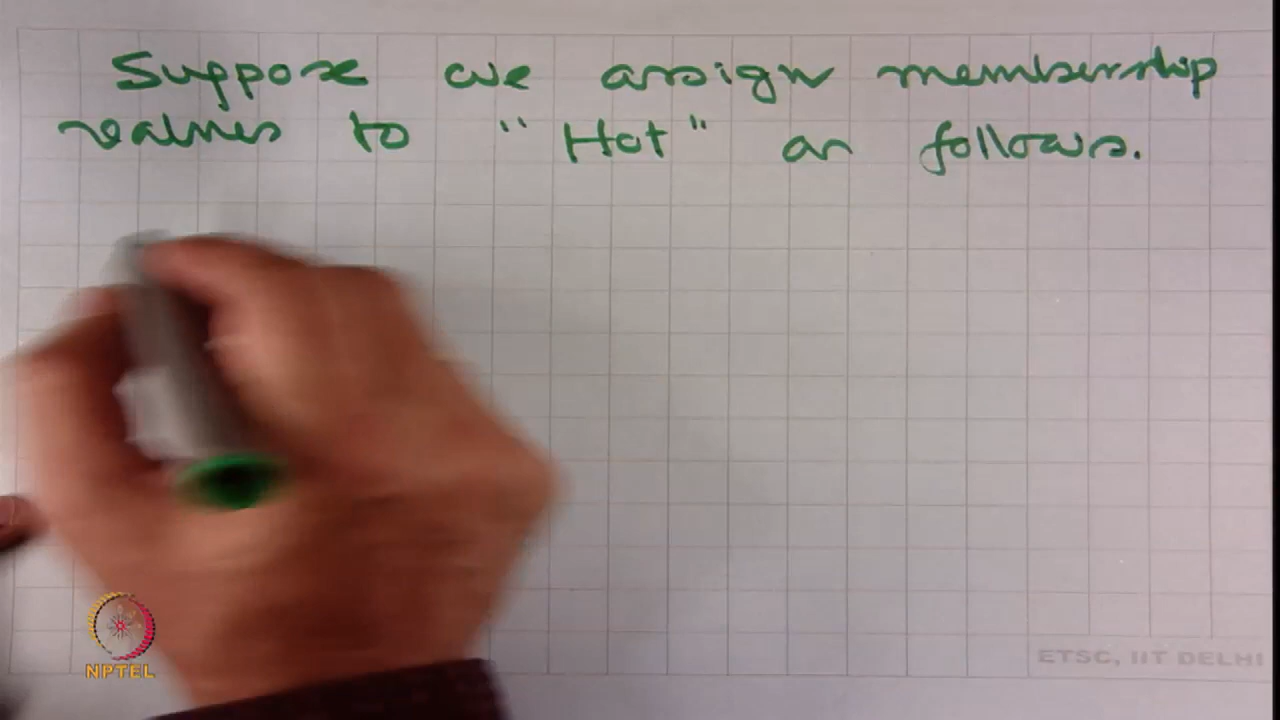 Suppose we assign membership
values to "Hot" as follows.
NPTEL
ETSC, IIT DELHI